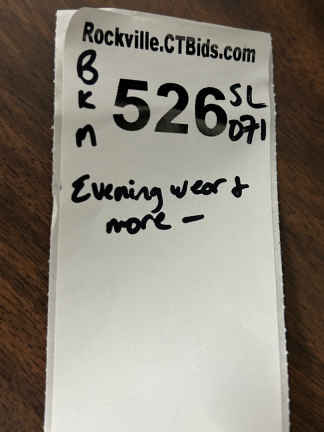 Rockville.CTBids.com
B
K
M
526
SL
071
Evening wear &
more –